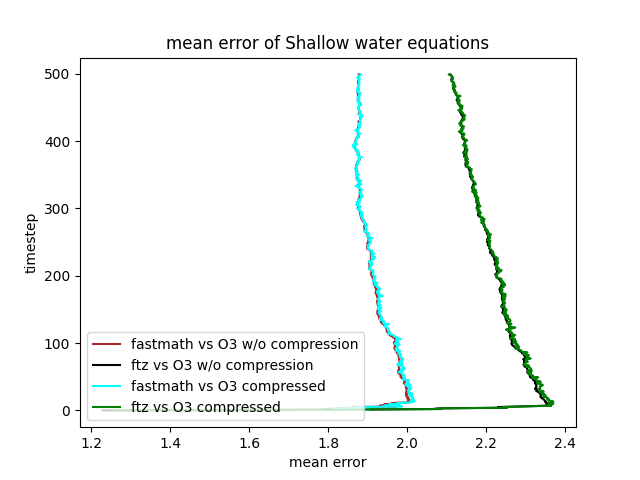 mean error of Shallow water equations
timestep
500
400
300
200
100
0
fastmath vs O3 w/o compression
ftz vs O3 w/o compression
fastmath vs O3 compressed
ftz vs O3 compressed
1.2 1.4 1.6 1.8 2.0 2.2 2.4
mean error